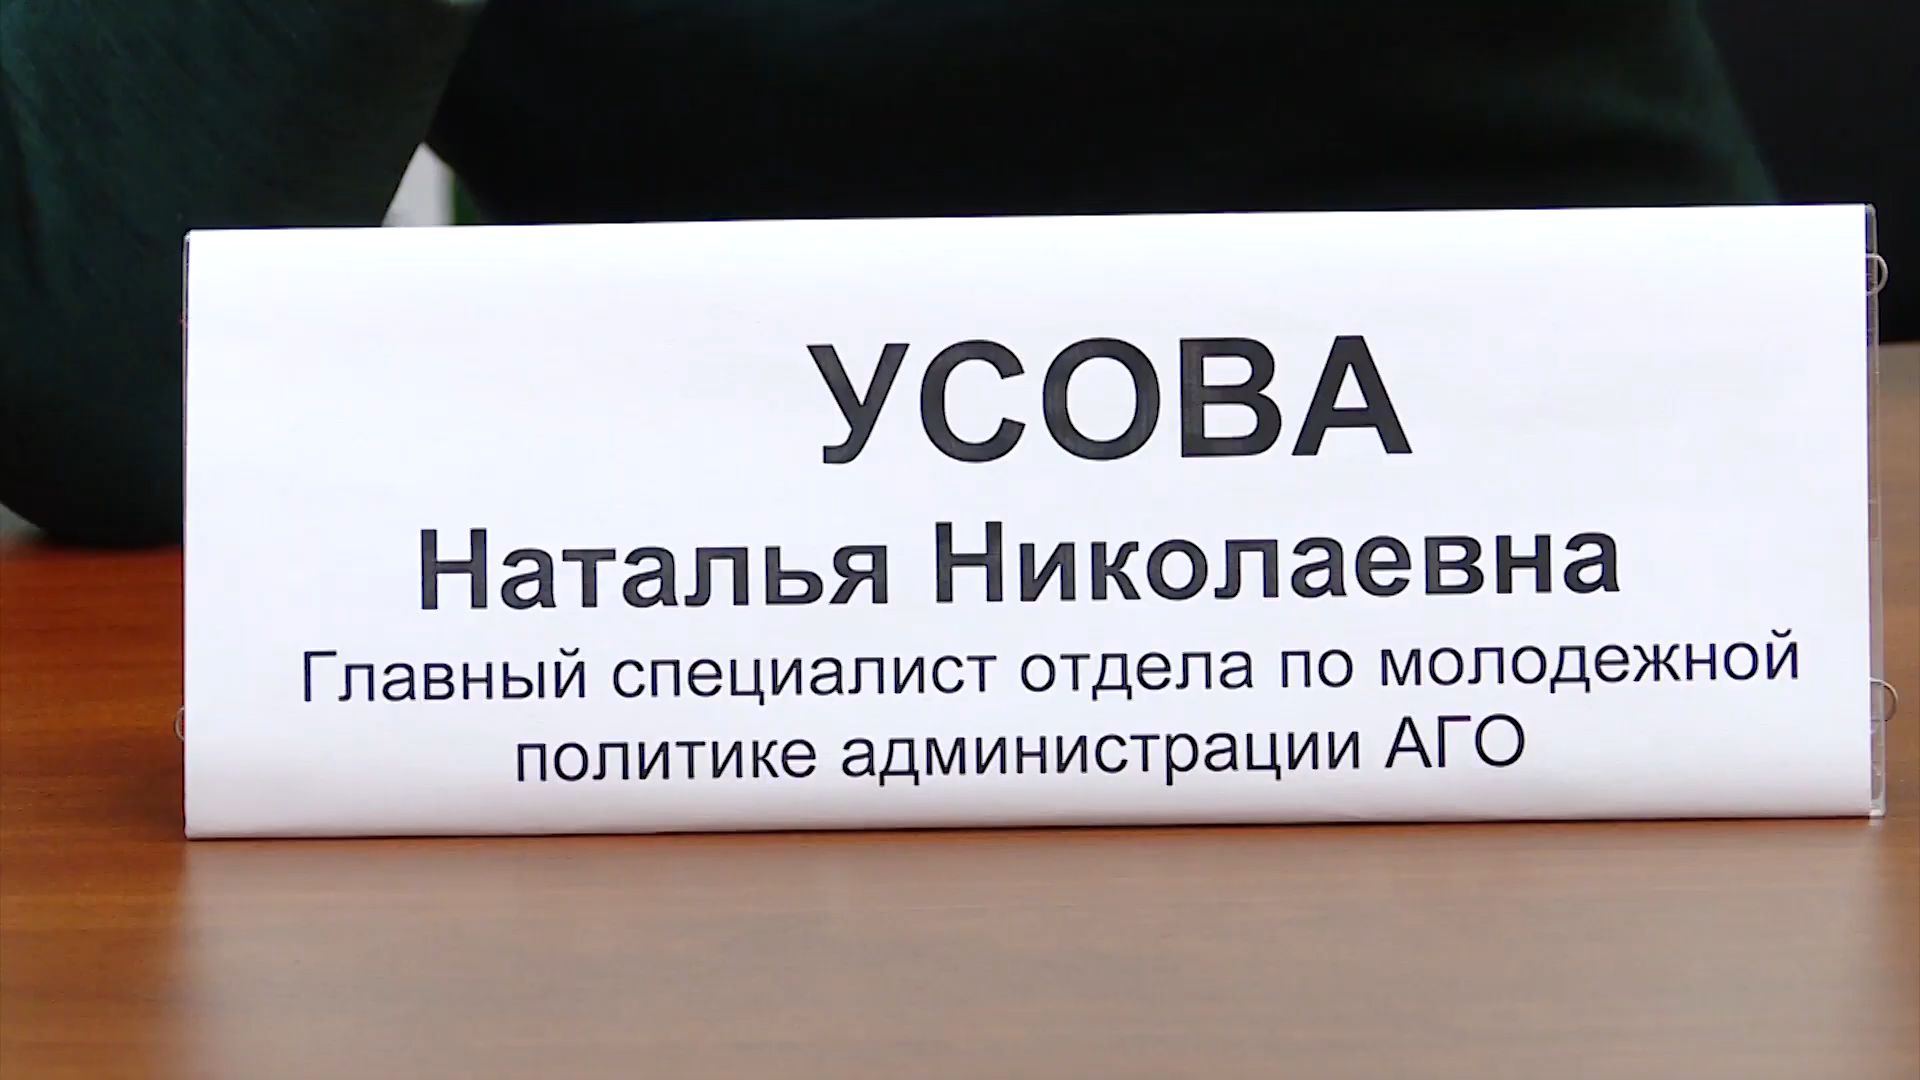 УСОВА
Наталья Николаевна
Главный специалист отдела по молодежной
политике администрации АГО